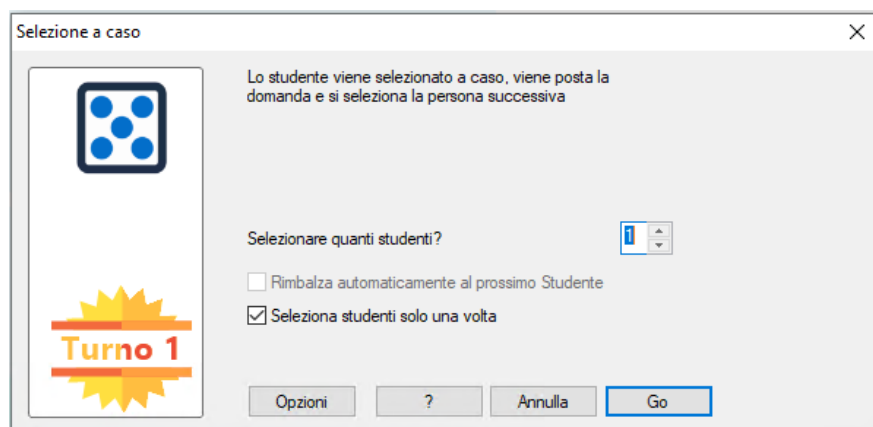 Selezione a caso
Lo studente viene selezionato a caso, viene posta la
domanda e si seleziona la persona successiva
Selezionare quanti studenti?
1
Rimbalza automaticamente al prossimo Studente
Seleziona studenti solo una volta
Turno 1
Opzioni
?
Annulla
Go